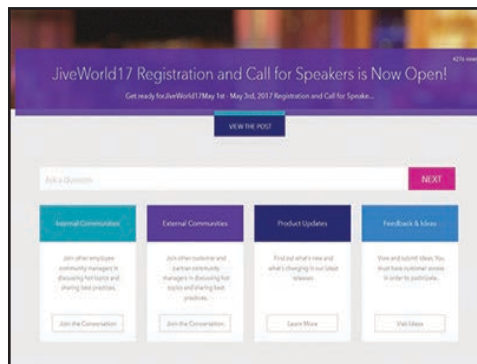 4276 views
JiveWorld17 Registration and Call for Speakers is Now Open!
Get ready forJiveWorld17May 1st - May 3rd, 2017 Registration and Call for Speake...
VIEW THE POST
Ask a Question
NEXT
Internal Communities
Join other employee
community managers in
discussing hot topics and
sharing best practices.
Join the Conversation
External Communities
Join other customer and
partner community
managers in discussing hot
topics and sharing best
practices.
Join the Conversation
Product Updates
Find out what's new and
what's changing in our latest
releases.
Learn More
Feedback & Ideas
View and submit ideas. You
must have customer access
in order to participate.
Visit Ideas